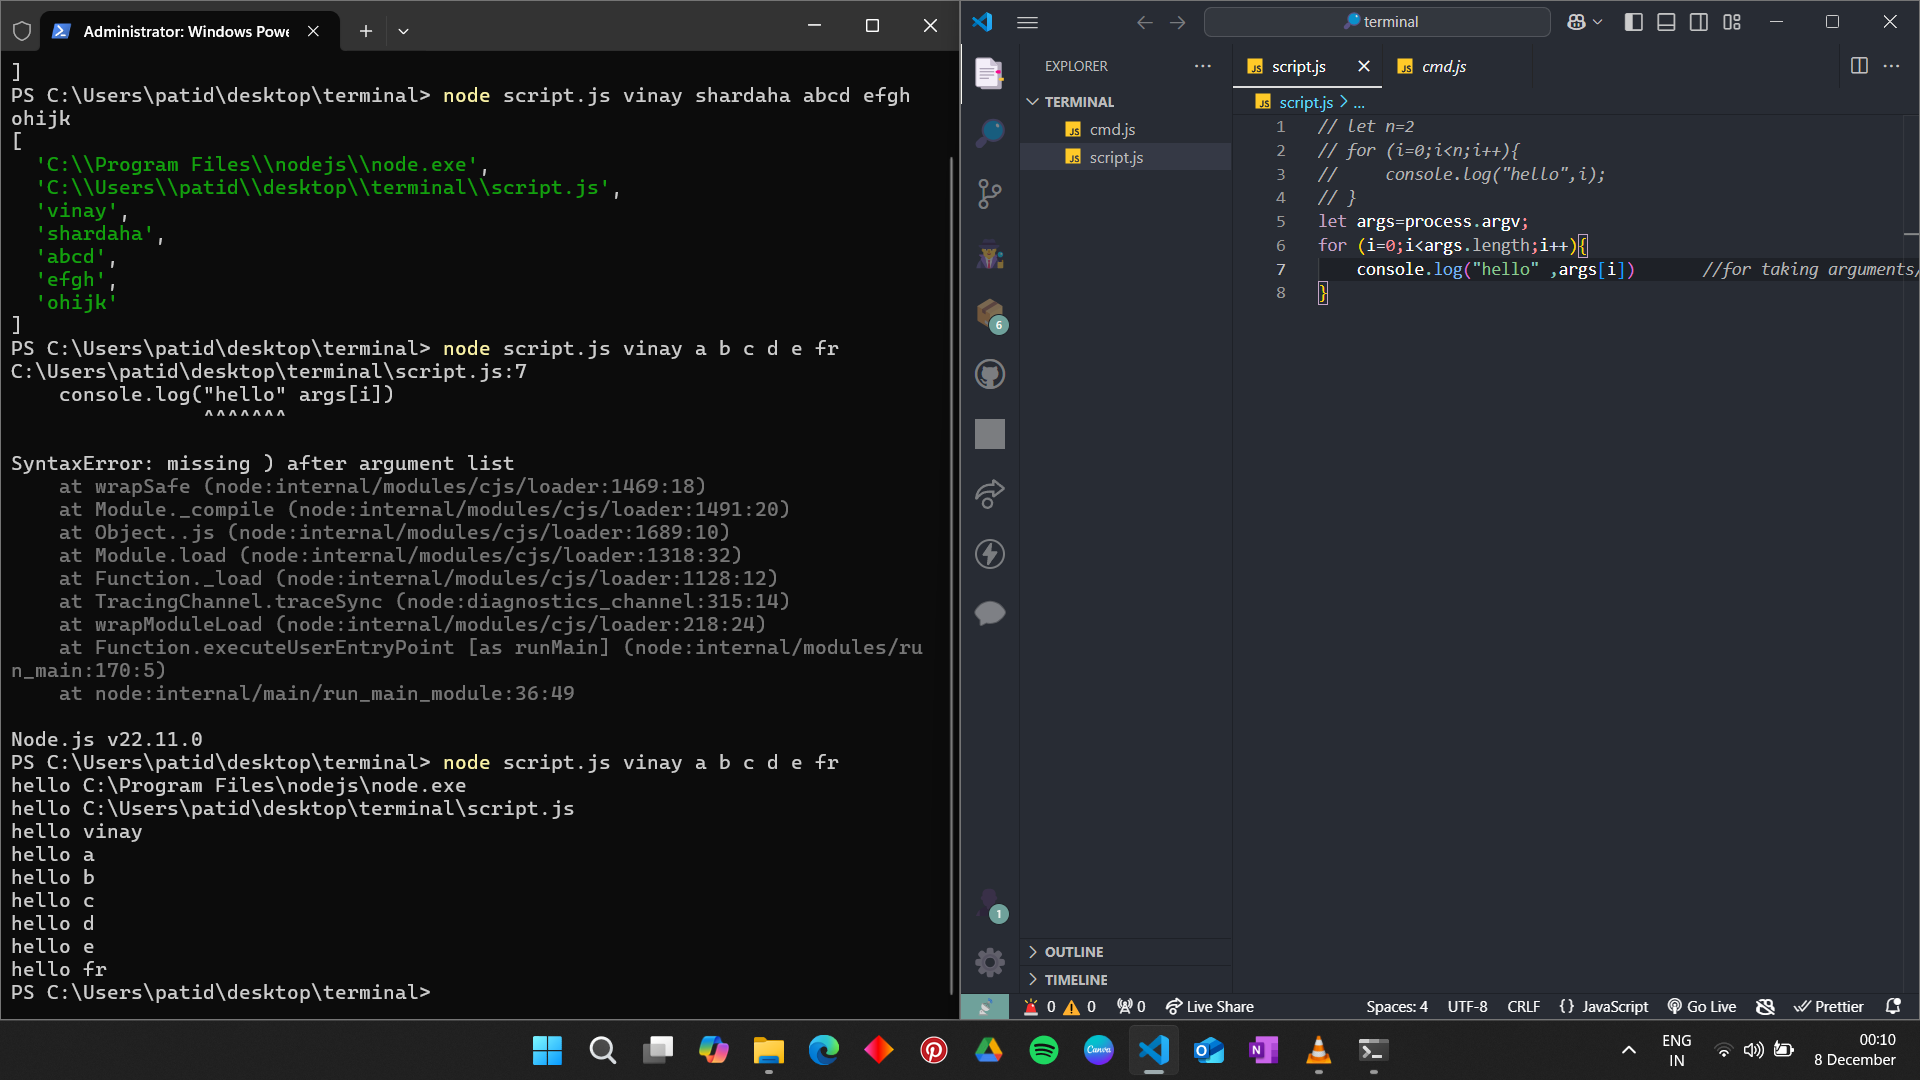 Administrator: Windows Powe
]
PS C:\Users\patid\desktop\terminal> node script.js vinay shardaha abcd efgh
ohijk
[
  'C:\\Program Files\\nodejs\\node.exe',
  'C:\\Users\\patid\\desktop\\terminal\\script.js',
  'vinay',
  'shardaha',
  'abcd',
  'efgh',
  'ohijk'
]
PS C:\Users\patid\desktop\terminal> node script.js vinay a b c d e fr
C:\Users\patid\desktop\terminal\script.js:7
    console.log("hello" args[i])
                ^^^^^^^
SyntaxError: missing ) after argument list
    at wrapSafe (node:internal/modules/cjs/loader:1469:18)
    at Module._compile (node:internal/modules/cjs/loader:1491:20)
    at Object..js (node:internal/modules/cjs/loader:1689:10)
    at Module.load (node:internal/modules/cjs/loader:1318:32)
    at Function._load (node:internal/modules/cjs/loader:1128:12)
    at TracingChannel.traceSync (node:diagnostics_channel:315:14)
    at wrapModuleLoad (node:internal/modules/cjs/loader:218:24)
    at Function.executeUserEntryPoint [as runMain] (node:internal/modules/ru
n_main:170:5)
    at node:internal/main/run_main_module:36:49
Node.js v22.11.0
PS C:\Users\patid\desktop\terminal> node script.js vinay a b c d e fr
hello C:\Program Files\nodejs\node.exe
hello C:\Users\patid\desktop\terminal\script.js
hello vinay
hello a
hello b
hello c
hello d
hello e
hello fr
PS C:\Users\patid\desktop\terminal>
terminal
EXPLORER
TERMINAL
JS cmd.js
JS script.js
6
1
OUTLINE
TIMELINE
JS script.js
JS cmd.js
JS script.js > ...
1 // let n=2
2 // for (i=0;i<n;i++){
3 //     console.log("hello",i);
4 // }
5 let args=process.argv;
6 for (i=0;i<args.length;i++){
7     console.log("hello" ,args[i])       //for taking arguments/
8 }
0 0 0 Live Share Spaces: 4 UTF-8 CRLF {} JavaScript Go Live Prettier
Canva
ENG
IN
00:10
8 December